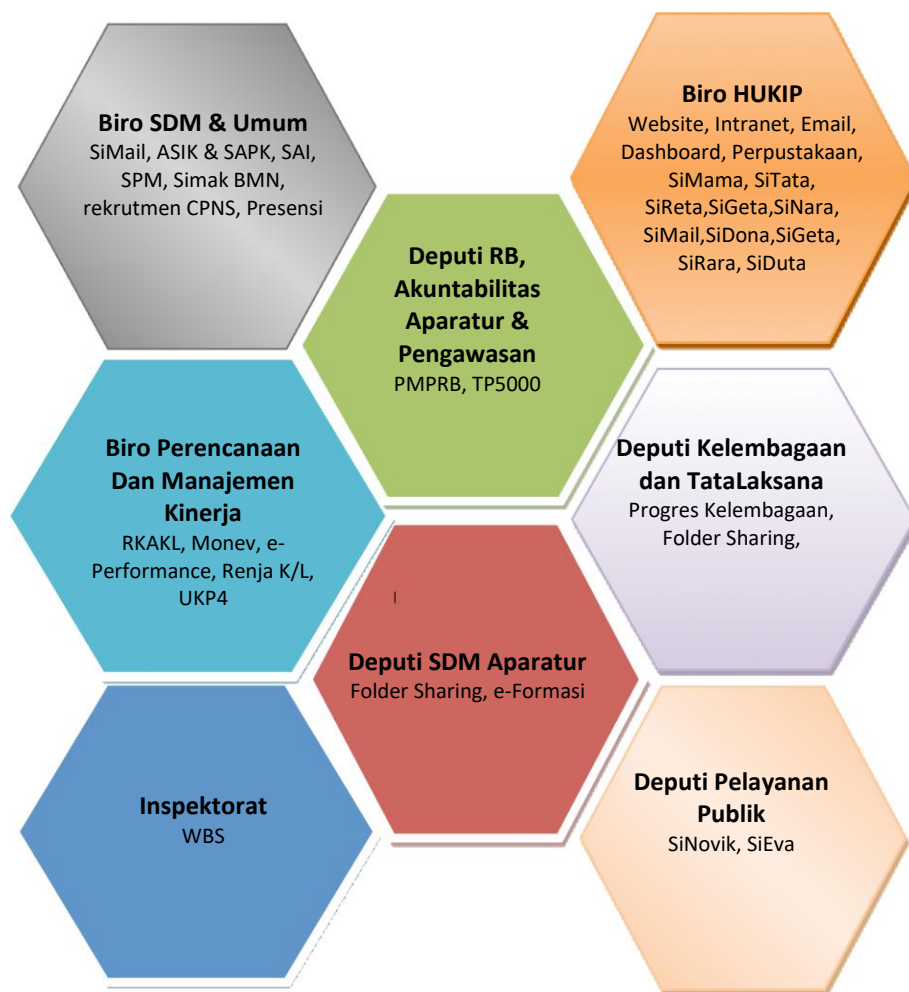 Biro SDM & Umum
SiMail, ASIK & SAPK, SAI,
SPM, Simak BMN,
rekrutmen CPNS, Presensi
Biro HUKIP
Website, Intranet, Email,
Dashboard, Perpustakaan,
SiMama, SiTata,
SiReta,SiGeta,SiNara,
SiMail,SiDona,SiGeta,
SiRara, SiDuta
Deputi RB,
Akuntabilitas
Aparatur &
Pengawasan
PMPRB, TP5000
Biro Perencanaan
Dan Manajemen
Kinerja
RKAKL, Monev, e-
Performance, Renja K/L,
UKP4
Deputi Kelembagaan
dan TataLaksana
Progres Kelembagaan,
Folder Sharing,
Deputi SDM Aparatur
Folder Sharing, e-Formasi
Inspektorat
WBS
Deputi Pelayanan
Publik
SiNovik, SiEva